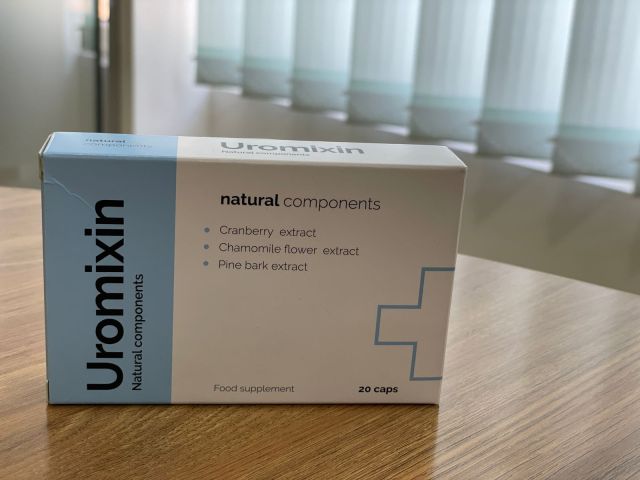 natural
components
Uromixin
Natural components
Uromixin
Natural components
natural components
Cranberry extract
Chamomile flower extract
Pine bark extract
Food supplement
20 caps